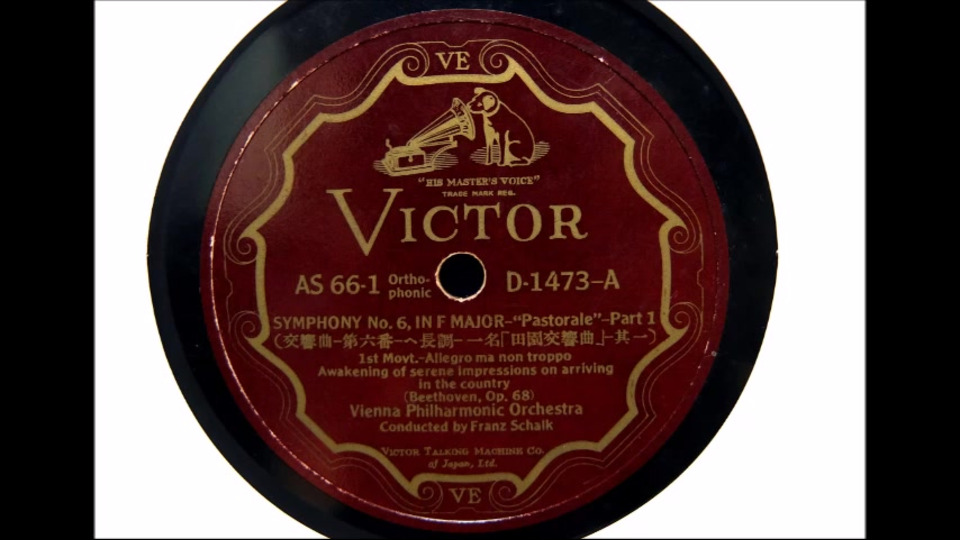 VE
"HIS MASTER'S VOICE"
TRADE MARK REG.
VICTOR
AS 66-1 Ortho-phonic D-1473-A
SYMPHONY No. 6, IN F MAJOR-"Pastorale"-Part 1
(交響曲-第六番-ヘ長調-一名「田園交響曲」-其一)
1st Movt.-Allegro ma non troppo
Awakening of serene impressions on arriving
in the country
(Beethoven, Op. 68)
Vienna Philharmonic Orchestra
Conducted by Franz Schalk
VICTOR TALKING MACHINE CO.
of Japan, Ltd.
VE